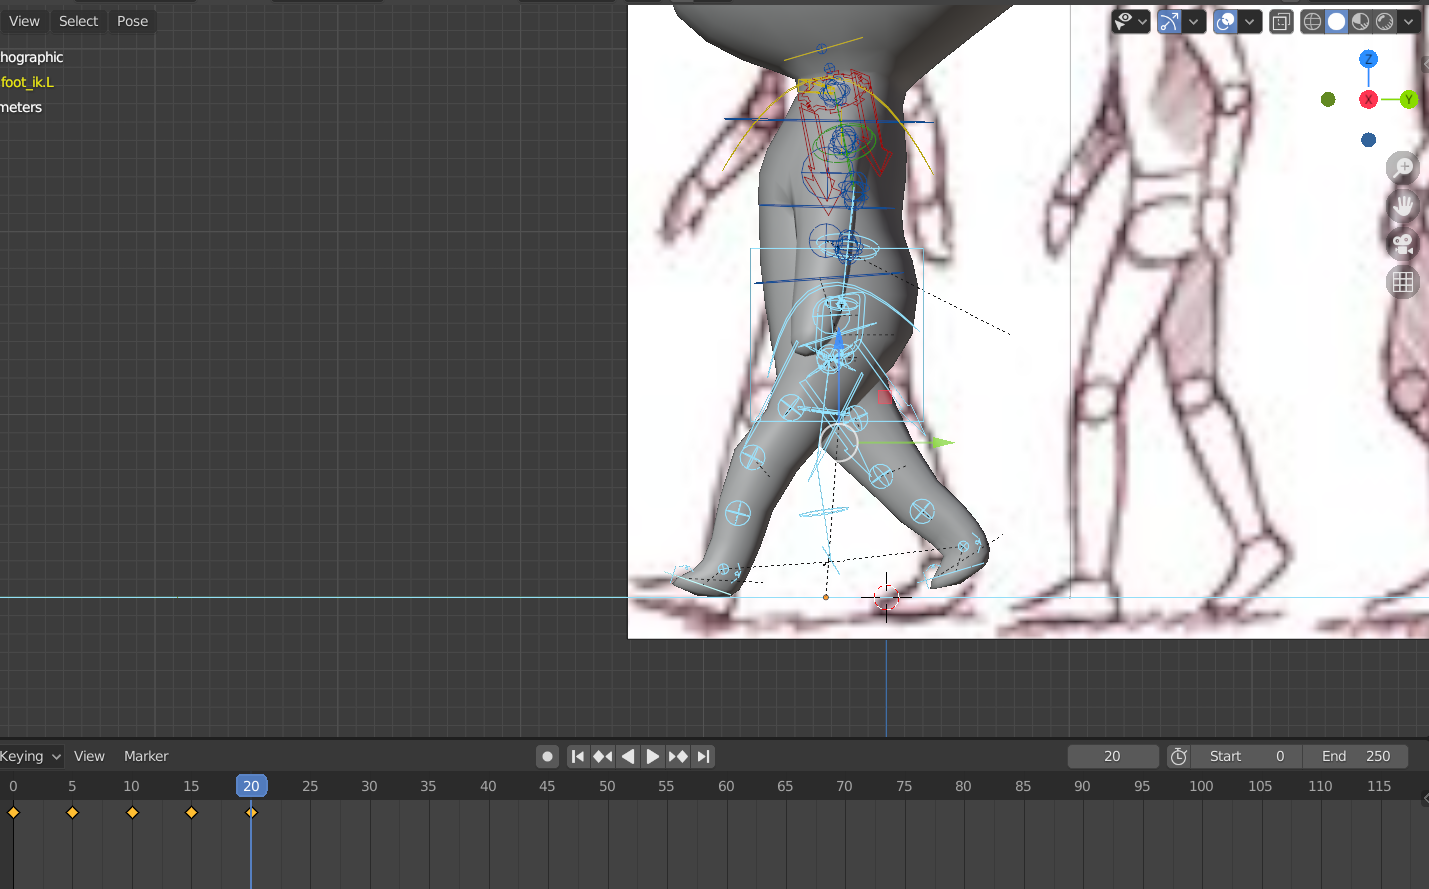 View Select Pose
hographic
foot_ik.L
meters
Z
X
Y
Keying View Marker
20 Start 0 End 250
0 5 10 15 20 25 30 35 40 45 50 55 60 65 70 75 80 85 90 95 100 105 110 115